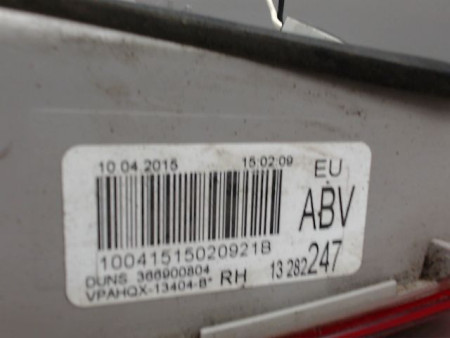 10.04.2015 15:02:09 EU
ABV
10041515020921B
DUNS 366900804
VPAHQX-13404-B* RH 13 282 247